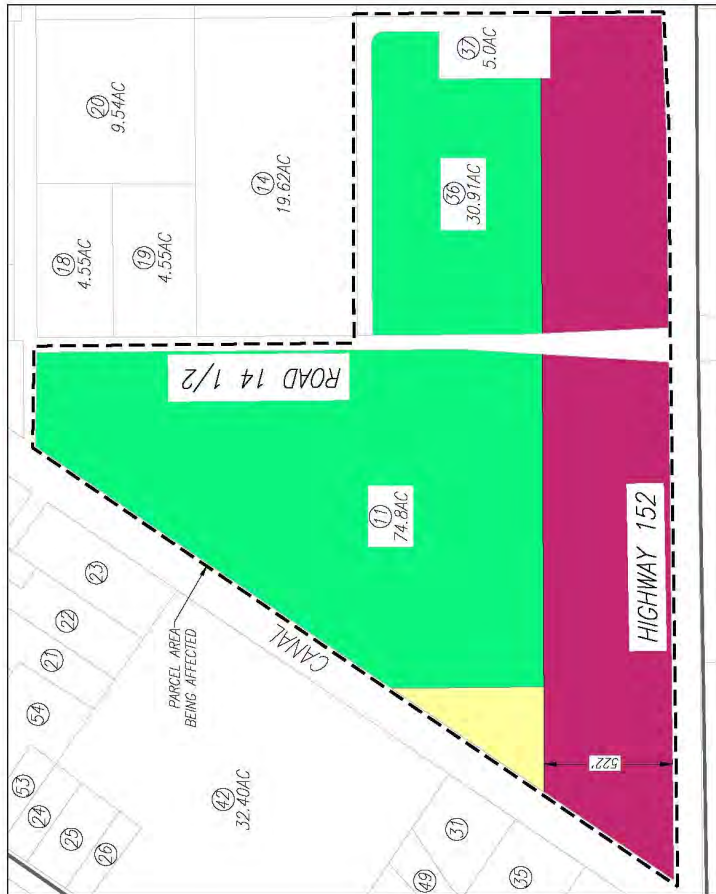 20
9.54AC
37
5.0AC
14
19.62AC
36
30.91AC
18
4.55AC
19
4.55AC
ROAD 14 1/2
11
74.8AC
HIGHWAY 152
522'
CANAL
PARCEL AREA
BEING AFFECTED
23
22
21
54
53
24
25
26
42
32.40AC
31
49
35